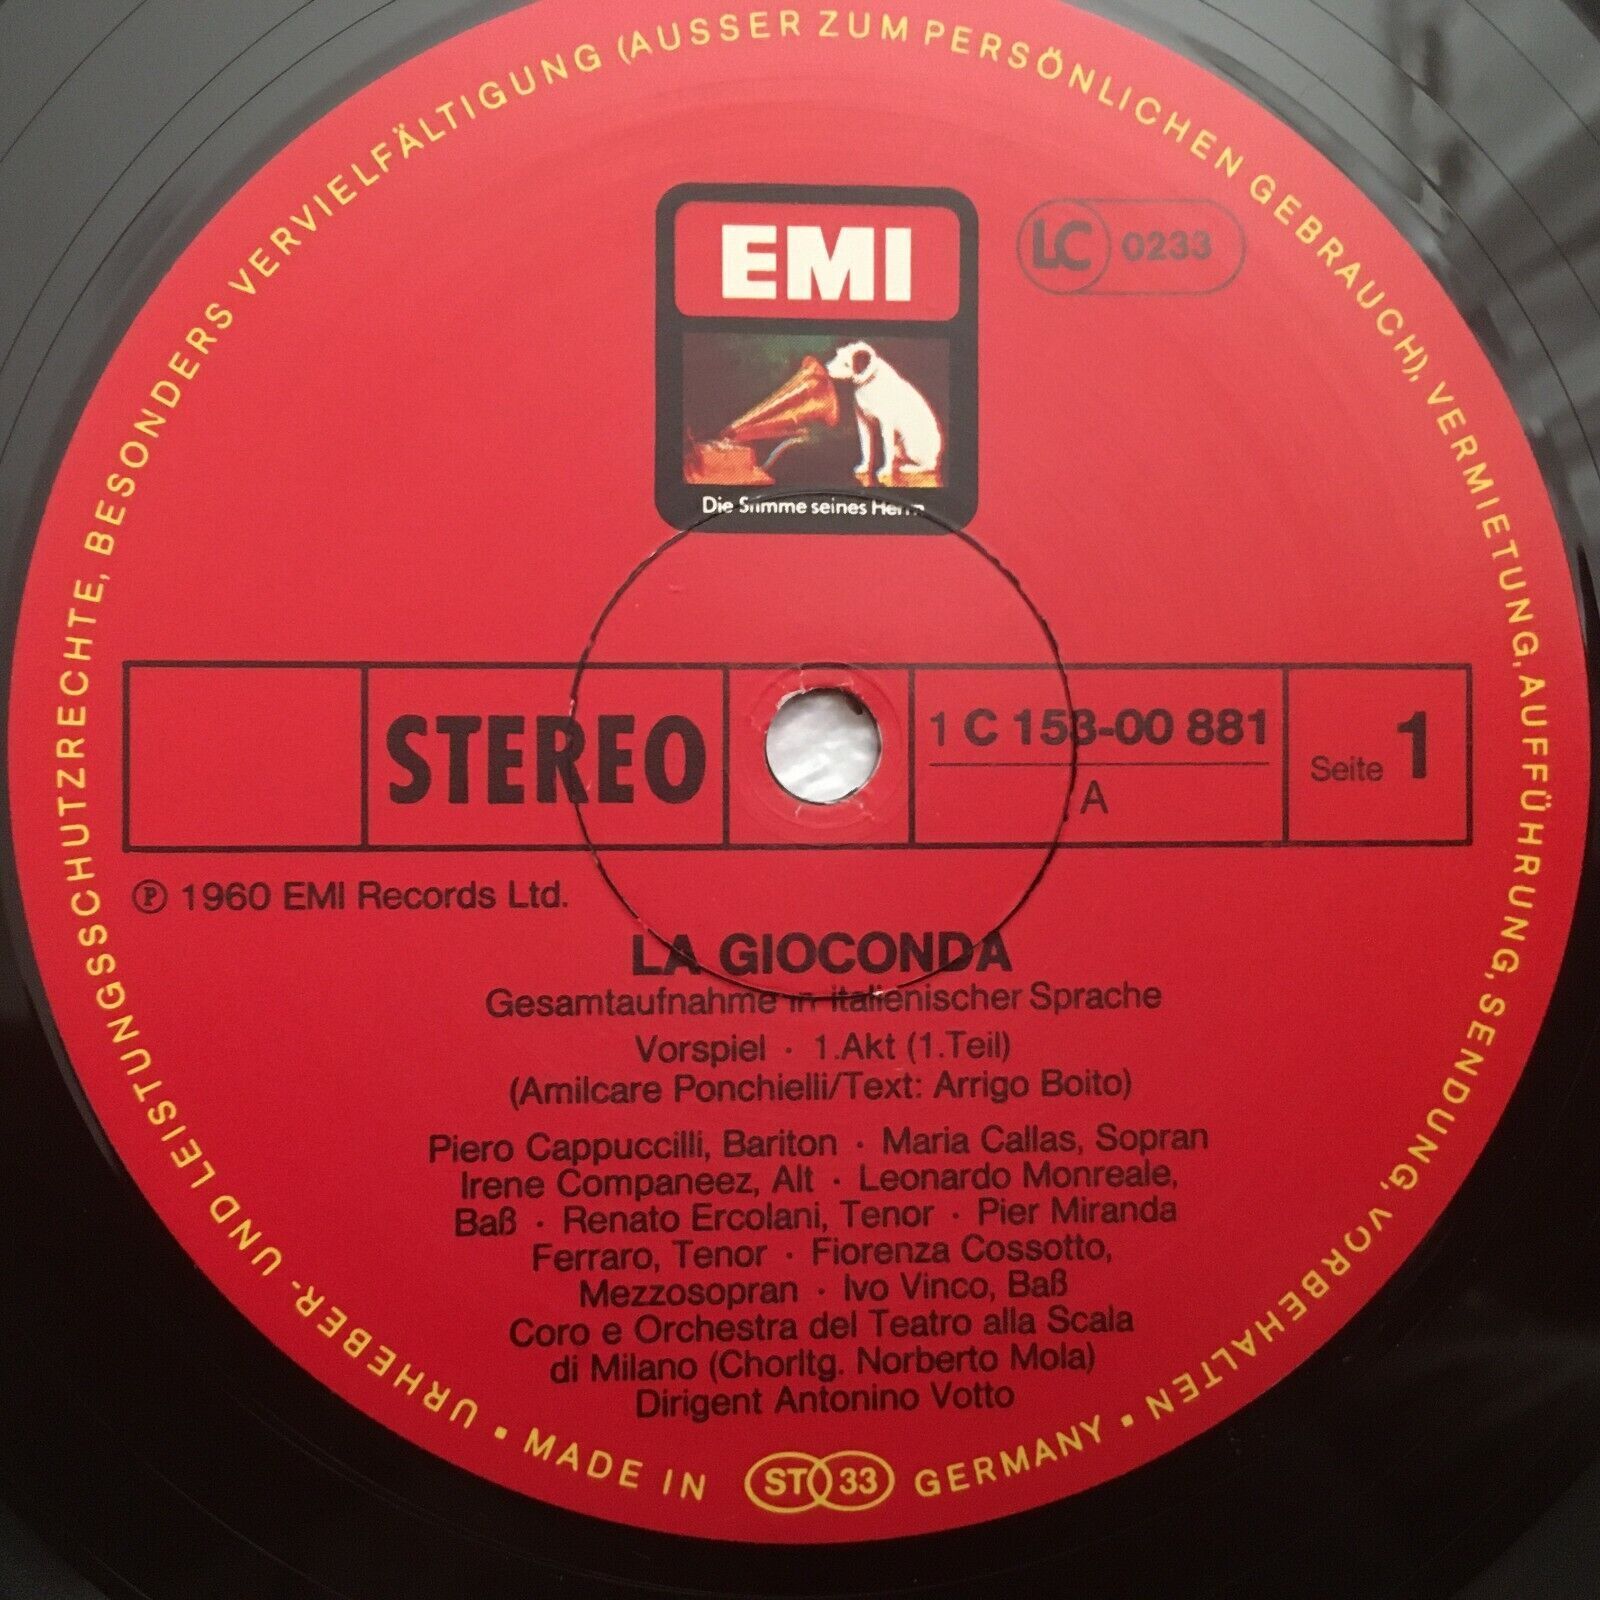 URHEBER- UND LEISTUNGSSCHUTZRECHTE, BESONDERS VERVIELFÄLTIGUNG (AUSSER ZUM PERSÖNLICHEN GEBRAUCH), VERMIETUNG, AUFFÜHRUNG, SENDUNG, VORBEHALTEN
EMI
LC 0233
Die Stimme seines Herrn
STEREO
1 C 153-00 881
A
Seite 1
℗ 1960 EMI Records Ltd.
LA GIOCONDA
Gesamtaufnahme in italienischer Sprache
Vorspiel · 1.Akt (1.Teil)
(Amilcare Ponchielli/Text: Arrigo Boito)
Piero Cappuccilli, Bariton · Maria Callas, Sopran
Irene Companeez, Alt · Leonardo Monreale,
Baß · Renato Ercolani, Tenor · Pier Miranda
Ferraro, Tenor · Fiorenza Cossotto,
Mezzosopran · Ivo Vinco, Baß
Coro e Orchestra del Teatro alla Scala
di Milano (Chorltg. Norberto Mola)
Dirigent Antonino Votto
• MADE IN ST 33 GERMANY •